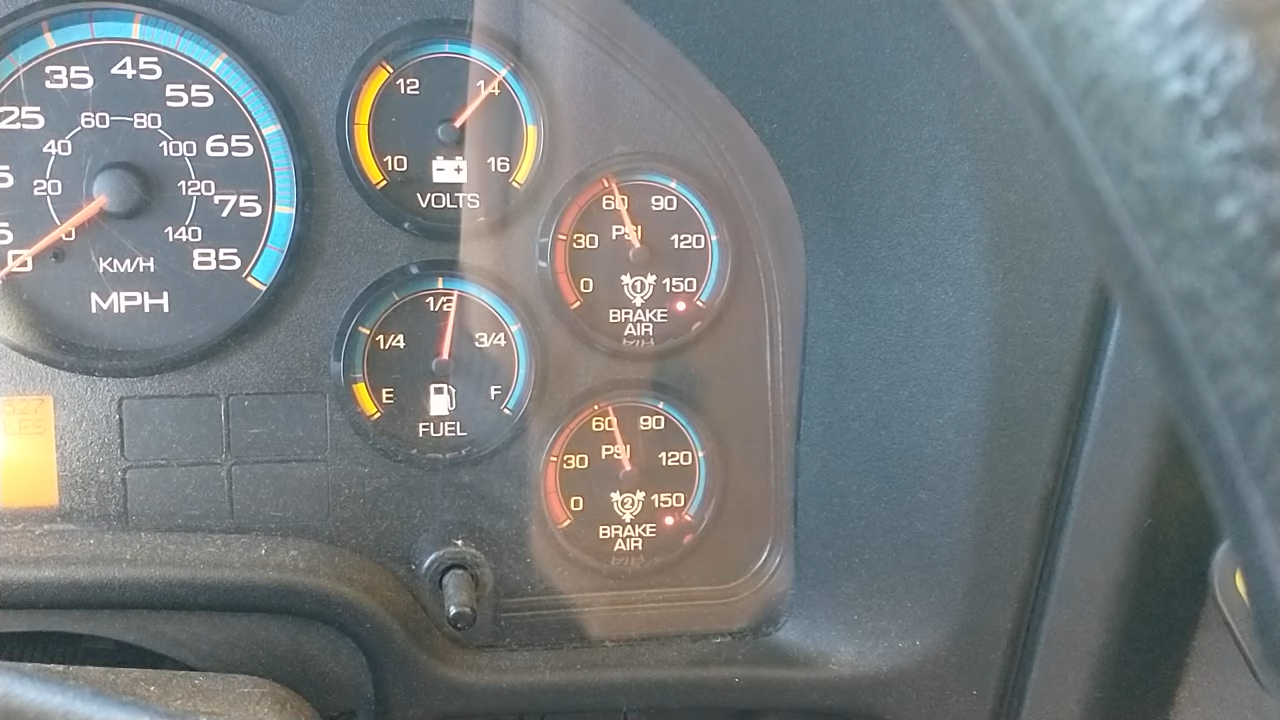 25 35 45 55 65 75 85
0 20 40 60 80 100 120 140
0
KM/H
MPH
10 12 14 16
- +
VOLTS
E 1/4 1/2 3/4 F
FUEL
0 30 60 90 120 150
PSI
1
BRAKE
AIR
0 30 60 90 120 150
PSI
2
BRAKE
AIR